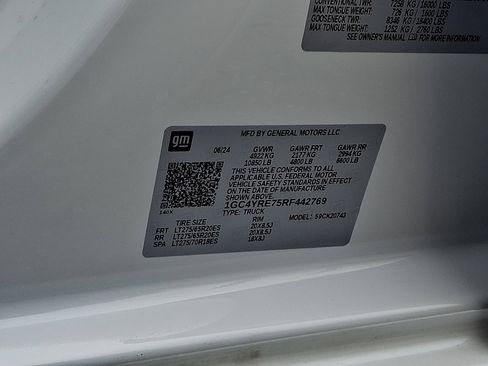 CONVENTIONAL TWR: 7258 KG / 16000 LBS
MAX TONGUE WEIGHT: 726 KG / 1600 LBS
GOOSENECK TWR: 8346 KG / 18400 LBS
MAX TONGUE WEIGHT: 1252 KG / 2760 LBS
SEE OWNER'S MANUAL FOR MORE INFORMATION
gm
MFD BY GENERAL MOTORS LLC
06/24 GVWR GAWR FRT GAWR RR
4922 KG 2177 KG 2994 KG
10850 LB 4800 LB 6600 LB
THIS VEHICLE CONFORMS TO ALL
APPLICABLE U.S. FEDERAL MOTOR
VEHICLE SAFETY STANDARDS IN EFFECT
ON THE DATE OF MANUFACTURE
SHOWN ABOVE.
1GC4YRE75RF442769
TYPE: TRUCK MODEL:
TIRE SIZE RIM
FRT LT275/65R20ES 20X8.5J
RR LT275/65R20ES 20X8.5J
SPA LT275/70R18ES 18X8J